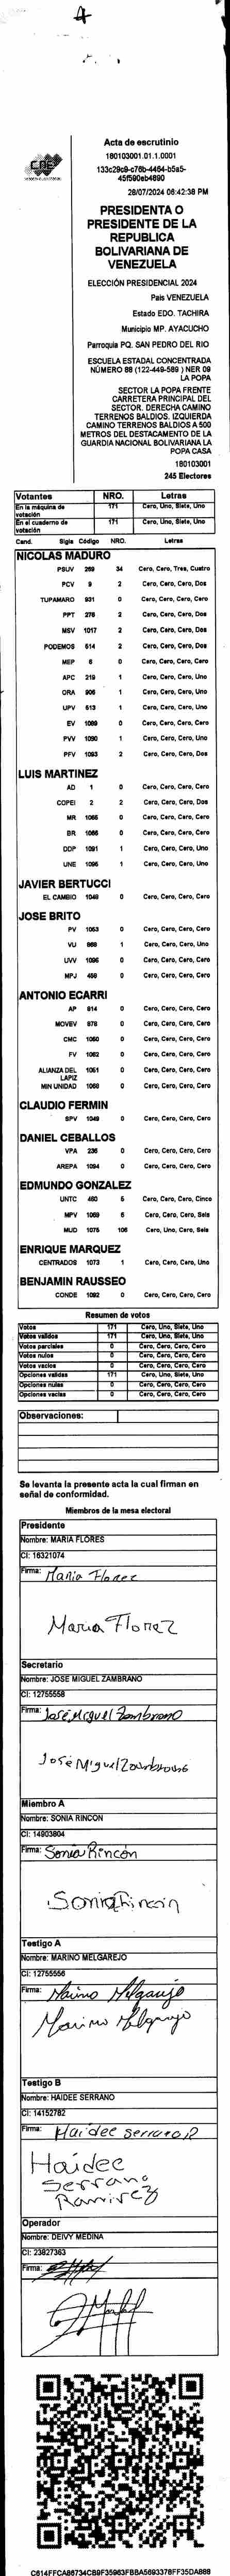 4
CNE
Acta de escrutinio
180103001.01.1.0001
133c29c9-c76b-4464-b5a5-
45f590eb4690
28/07/2024 06:42:38 PM
PRESIDENTA O
PRESIDENTE DE LA
REPUBLICA
BOLIVARIANA DE
VENEZUELA
ELECCIÓN PRESIDENCIAL 2024
Pais VENEZUELA
Estado EDO. TACHIRA
Municipio MP. AYACUCHO
Parroquia PQ. SAN PEDRO DEL RIO
ESCUELA ESTADAL CONCENTRADA
NÚMERO 88 (122-449-589 ) NER 09
LA POPA
SECTOR LA POPA FRENTE
CARRETERA PRINCIPAL DEL
SECTOR. DERECHA CAMINO
TERRENOS BALDIOS. IZQUIERDA
CAMINO TERRENOS BALDIOS A 500
METROS DEL DESTACAMENTO DE LA
GUARDIA NACIONAL BOLIVARIANA LA
POPA CASA
180103001
245 Electores
Votantes NRO. Letras
En la máquina de votación 171 Cero, Uno, Siete, Uno
En el cuaderno de votación 171 Cero, Uno, Siete, Uno
Cand. Sigla Código NRO. Letras
NICOLAS MADURO
PSUV 269 34 Cero, Cero, Tres, Cuatro
PCV 9 2 Cero, Cero, Cero, Dos
TUPAMARO 931 0 Cero, Cero, Cero, Cero
PPT 276 2 Cero, Cero, Cero, Dos
MSV 1017 2 Cero, Cero, Cero, Dos
PODEMOS 514 2 Cero, Cero, Cero, Dos
MEP 6 0 Cero, Cero, Cero, Cero
APC 219 1 Cero, Cero, Cero, Uno
ORA 906 1 Cero, Cero, Cero, Uno
UPV 613 1 Cero, Cero, Cero, Uno
EV 1089 0 Cero, Cero, Cero, Cero
PVV 1090 1 Cero, Cero, Cero, Uno
PFV 1093 2 Cero, Cero, Cero, Dos
LUIS MARTINEZ
AD 1 0 Cero, Cero, Cero, Cero
COPEI 2 2 Cero, Cero, Cero, Dos
MR 1065 0 Cero, Cero, Cero, Cero
BR 1066 0 Cero, Cero, Cero, Cero
DDP 1091 1 Cero, Cero, Cero, Uno
UNE 1095 1 Cero, Cero, Cero, Uno
JAVIER BERTUCCI
EL CAMBIO 1048 0 Cero, Cero, Cero, Cero
JOSE BRITO
PV 1053 0 Cero, Cero, Cero, Cero
VU 868 1 Cero, Cero, Cero, Uno
UVV 1096 0 Cero, Cero, Cero, Cero
MPJ 458 0 Cero, Cero, Cero, Cero
ANTONIO ECARRI
AP 814 0 Cero, Cero, Cero, Cero
MOVEV 878 0 Cero, Cero, Cero, Cero
CMC 1050 0 Cero, Cero, Cero, Cero
FV 1062 0 Cero, Cero, Cero, Cero
ALIANZA DEL LAPIZ 1051 0 Cero, Cero, Cero, Cero
MIN UNIDAD 1068 0 Cero, Cero, Cero, Cero
CLAUDIO FERMIN
SPV 1049 0 Cero, Cero, Cero, Cero
DANIEL CEBALLOS
VPA 236 0 Cero, Cero, Cero, Cero
AREPA 1094 0 Cero, Cero, Cero, Cero
EDMUNDO GONZALEZ
UNTC 460 5 Cero, Cero, Cero, Cinco
MPV 1069 6 Cero, Cero, Cero, Seis
MUD 1075 106 Cero, Uno, Cero, Seis
ENRIQUE MARQUEZ
CENTRADOS 1073 1 Cero, Cero, Cero, Uno
BENJAMIN RAUSSEO
CONDE 1092 0 Cero, Cero, Cero, Cero
Resumen de votos
Votos 171 Cero, Uno, Siete, Uno
Votos validos 171 Cero, Uno, Siete, Uno
Votos parciales 0 Cero, Cero, Cero, Cero
Votos nulos 0 Cero, Cero, Cero, Cero
Votos vacios 0 Cero, Cero, Cero, Cero
Opciones validas 171 Cero, Uno, Siete, Uno
Opciones nulas 0 Cero, Cero, Cero, Cero
Opciones vacias 0 Cero, Cero, Cero, Cero
Observaciones:
Se levanta la presente acta la cual firman en
señal de conformidad.
Miembros de la mesa electoral
Presidente
Nombre: MARIA FLORES
CI: 16321074
Firma: Maria Florez
Maria Florez
Secretario
Nombre: JOSE MIGUEL ZAMBRANO
CI: 12755558
Firma: José Miguel Zambrano
José Miguel Zambrano
Miembro A
Nombre: SONIA RINCON
CI: 14903804
Firma: Sonia Rincón
Sonia Rincon
Testigo A
Nombre: MARINO MELGAREJO
CI: 12755556
Firma: Marino Melgarejo
Marino Melgarejo
Testigo B
Nombre: HAIDEE SERRANO
CI: 14152782
Firma: Haidee Serrano R
Haidee
Serrano
Ramirez
Operador
Nombre: DEIVY MEDINA
CI: 23827363
Firma:
C614FFCA86734CB9F35963FBBA5693378FF35DA888